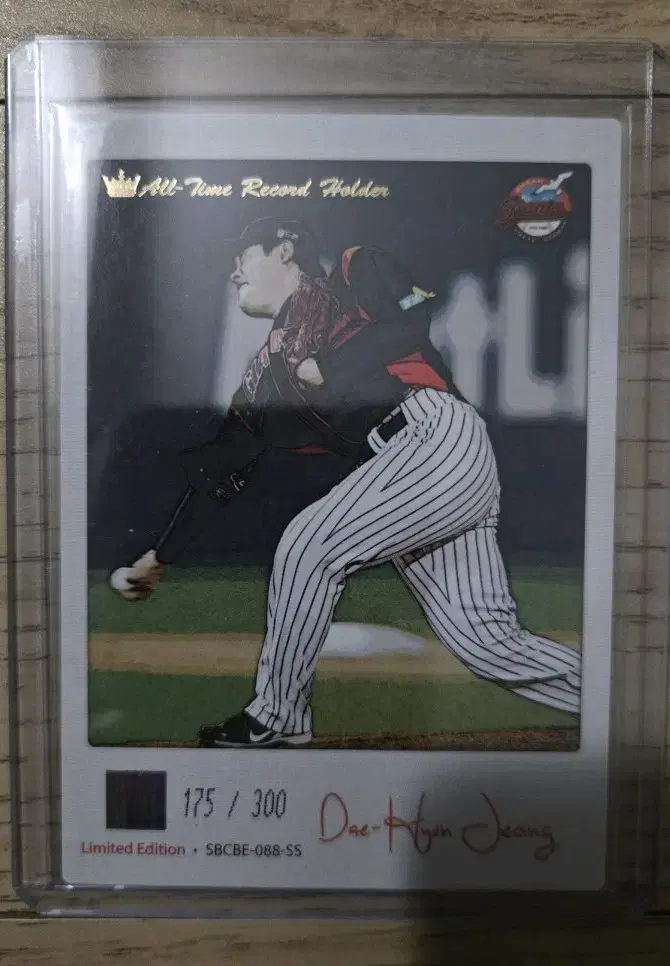 All-Time Record Holder
175 / 300
Dae-Hyun Jeong
Limited Edition • SBCBE-088-SS